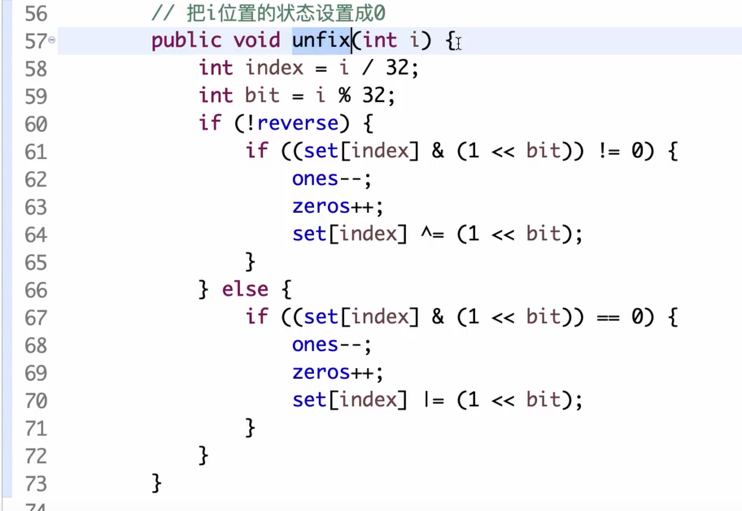 56 // 把i位置的状态设置成0
57 public void unfix(int i) {
58 int index = i / 32;
59 int bit = i % 32;
60 if (!reverse) {
61 if ((set[index] & (1 << bit)) != 0) {
62 ones--;
63 zeros++;
64 set[index] ^= (1 << bit);
65 }
66 } else {
67 if ((set[index] & (1 << bit)) == 0) {
68 ones--;
69 zeros++;
70 set[index] |= (1 << bit);
71 }
72 }
73 }
74